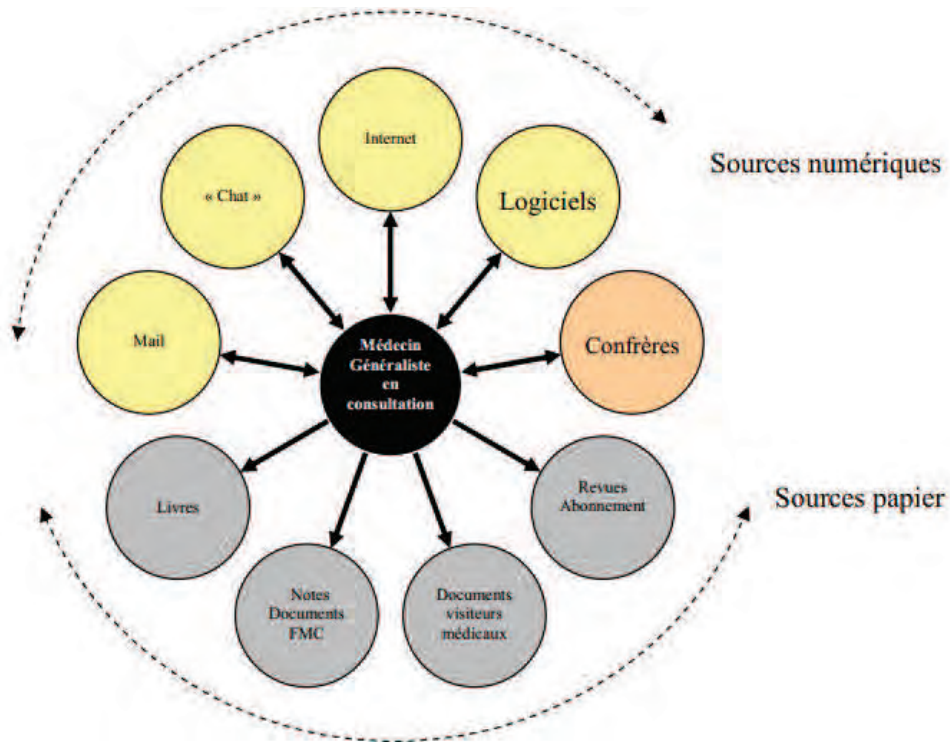 Internet
« Chat »
Logiciels
Sources numériques
Mail
Médecin
Généraliste
en
consultation
Confrères
Livres
Revues
Abonnement
Sources papier
Notes
Documents
FMC
Documents
visiteurs
médicaux